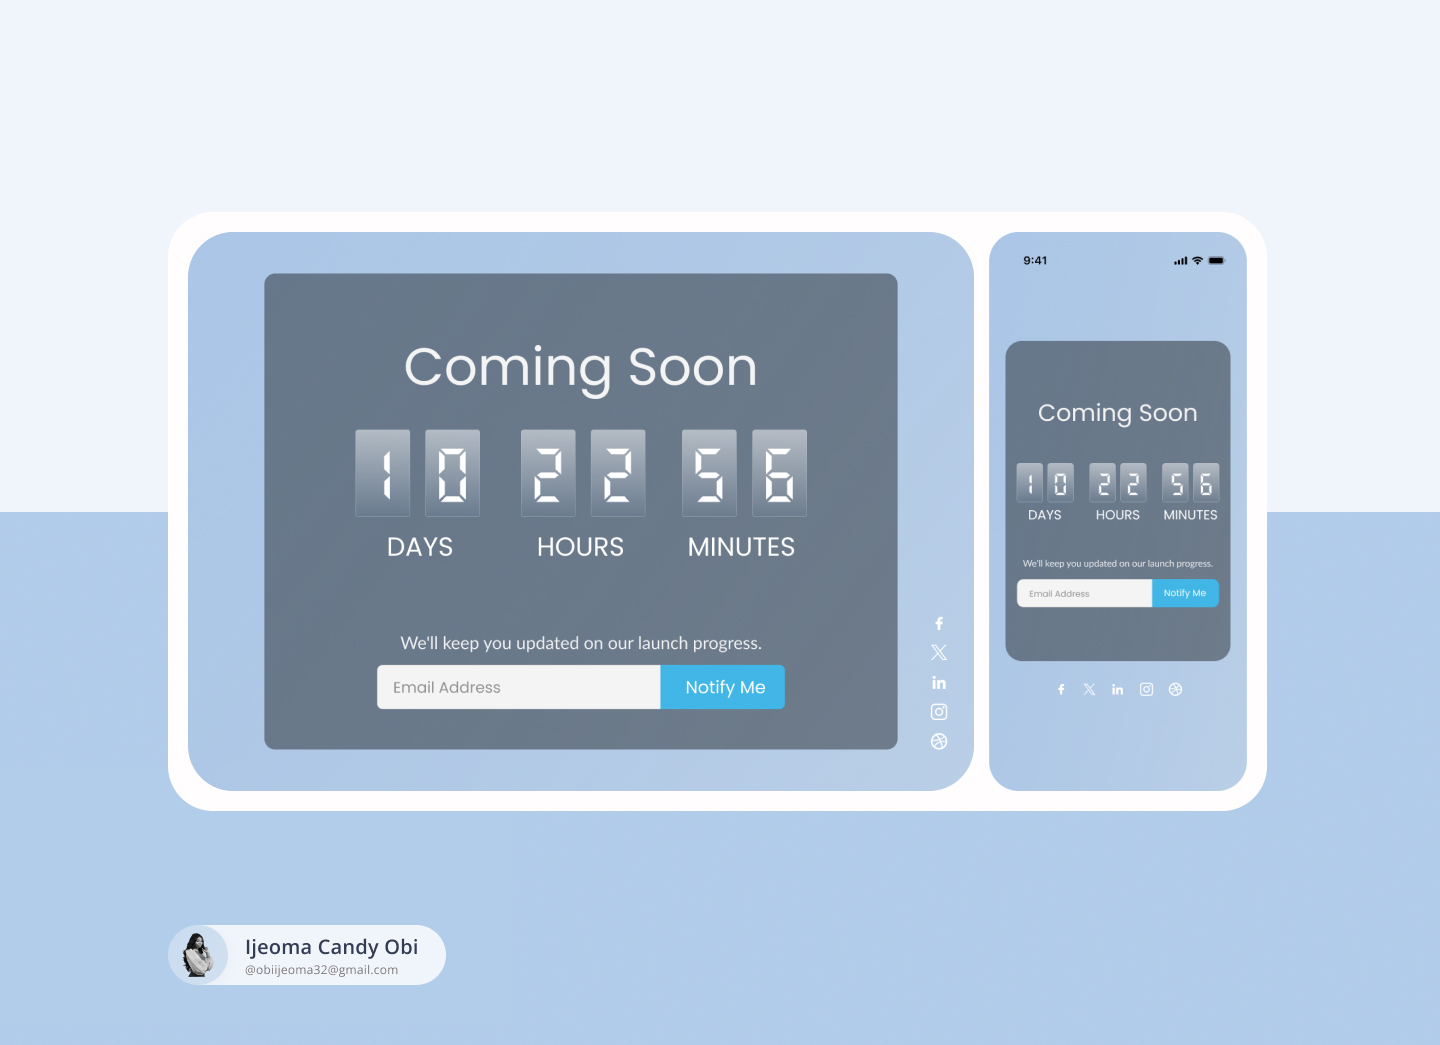 Coming Soon
10 22 56
DAYS HOURS MINUTES
We'll keep you updated on our launch progress.
Email Address Notify Me
9:41
Coming Soon
10 22 56
DAYS HOURS MINUTES
We'll keep you updated on our launch progress.
Email Address Notify Me
Ijeoma Candy Obi
@obiijeoma32@gmail.com